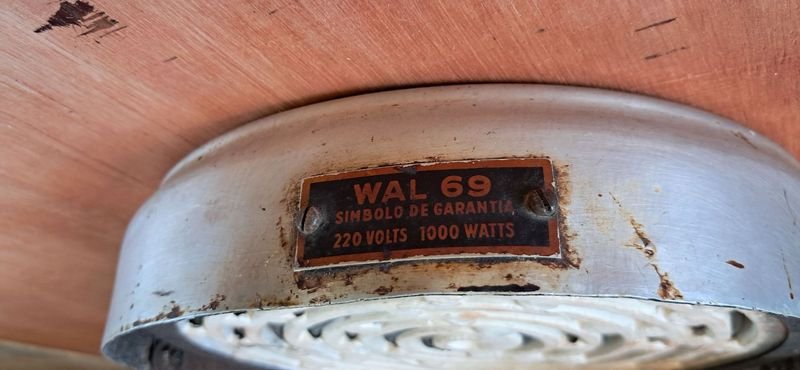 WAL 69
SIMBOLO DE GARANTIA
220 VOLTS 1000 WATTS